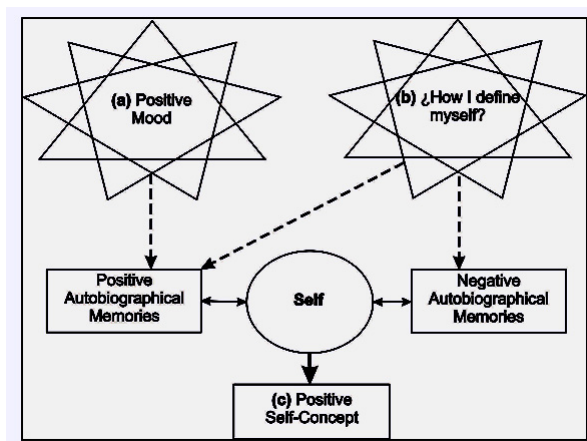 (a) Positive
Mood
(b) ¿How I define
myself?
Positive
Autobiographical
Memories
Self
Negative
Autobiographical
Memories
(c) Positive
Self-Concept